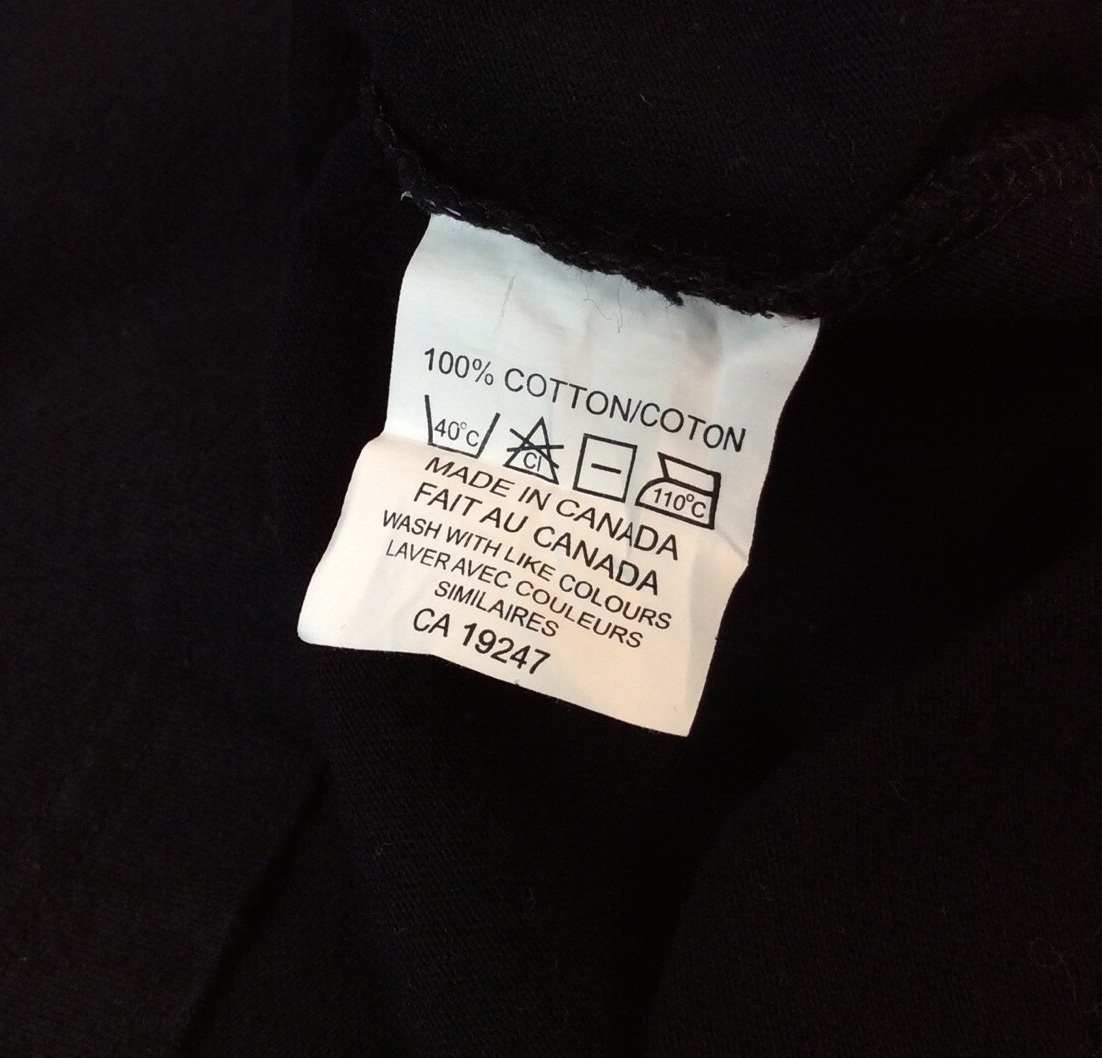 100% COTTON/COTON
40°C CI 110°C
MADE IN CANADA
FAIT AU CANADA
WASH WITH LIKE COLOURS
LAVER AVEC COULEURS
SIMILAIRES
CA 19247